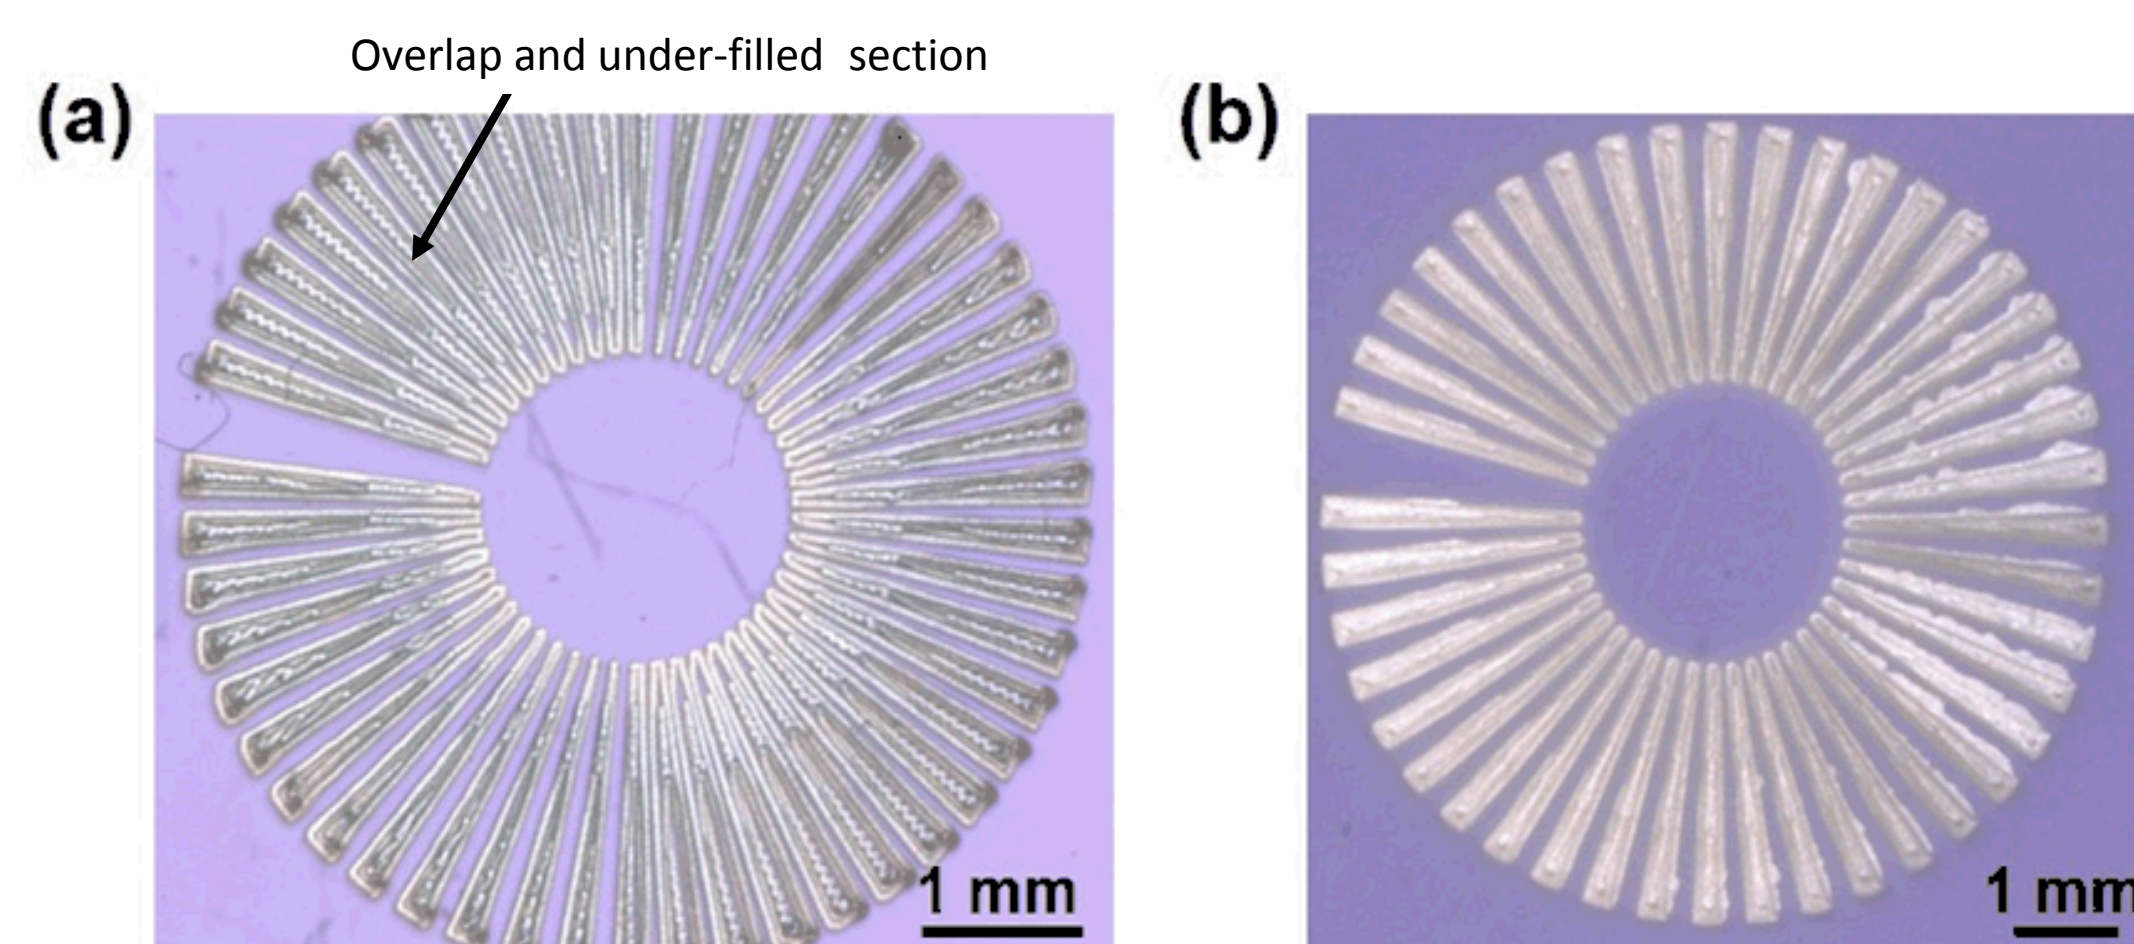 Overlap and under-filled  section
(a)
(b)
1 mm
1 mm